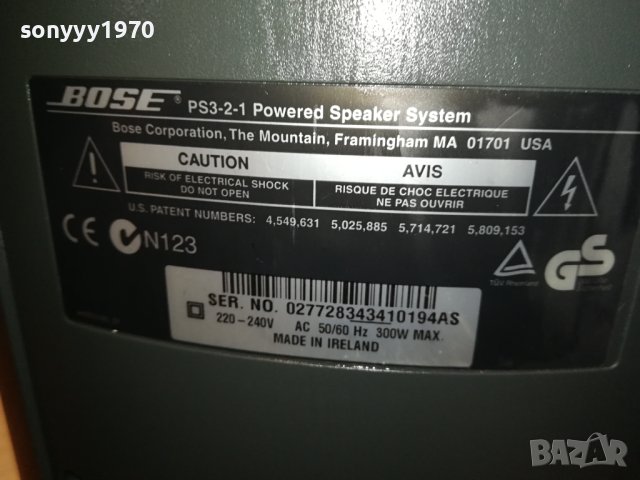 sonyyy1970
BOSE® PS3-2-1 Powered Speaker System
Bose Corporation, The Mountain, Framingham MA 01701 USA
CAUTION
RISK OF ELECTRICAL SHOCK
DO NOT OPEN
AVIS
RISQUE DE CHOC ELECTRIQUE
NE PAS OUVRIR
U.S. PATENT NUMBERS: 4,549,631 5,025,885 5,714,721 5,809,153
CE N123
TÜV Rheinland
GS
SER. NO. 027728343410194AS
220-240V AC 50/60 Hz 300W MAX.
MADE IN IRELAND
BAZAR